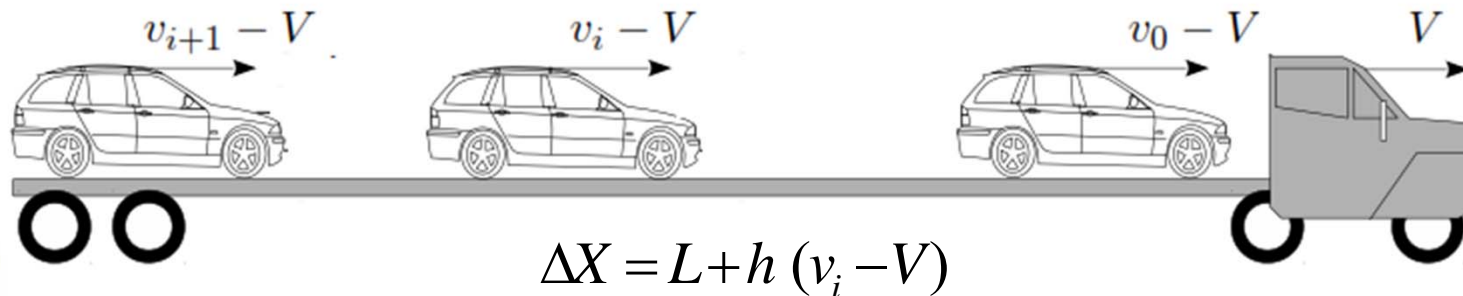 v_{i+1} − V    v_i − V    v_0 − V    V
ΔX = L+h (v_i −V)